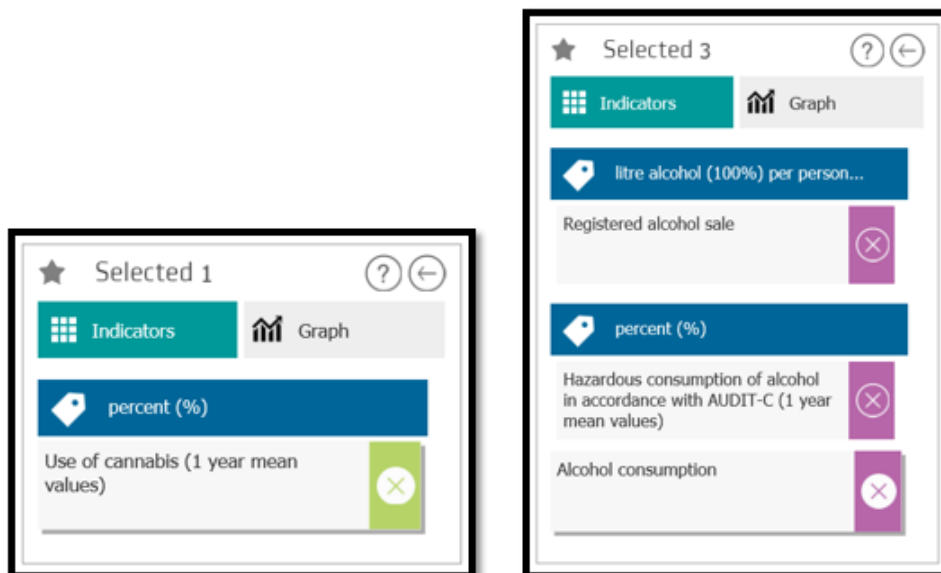 Selected 1
?
Indicators
Graph
percent (%)
Use of cannabis (1 year mean
values)
Selected 3
?
Indicators
Graph
litre alcohol (100%) per person...
Registered alcohol sale
percent (%)
Hazardous consumption of alcohol
in accordance with AUDIT-C (1 year
mean values)
Alcohol consumption